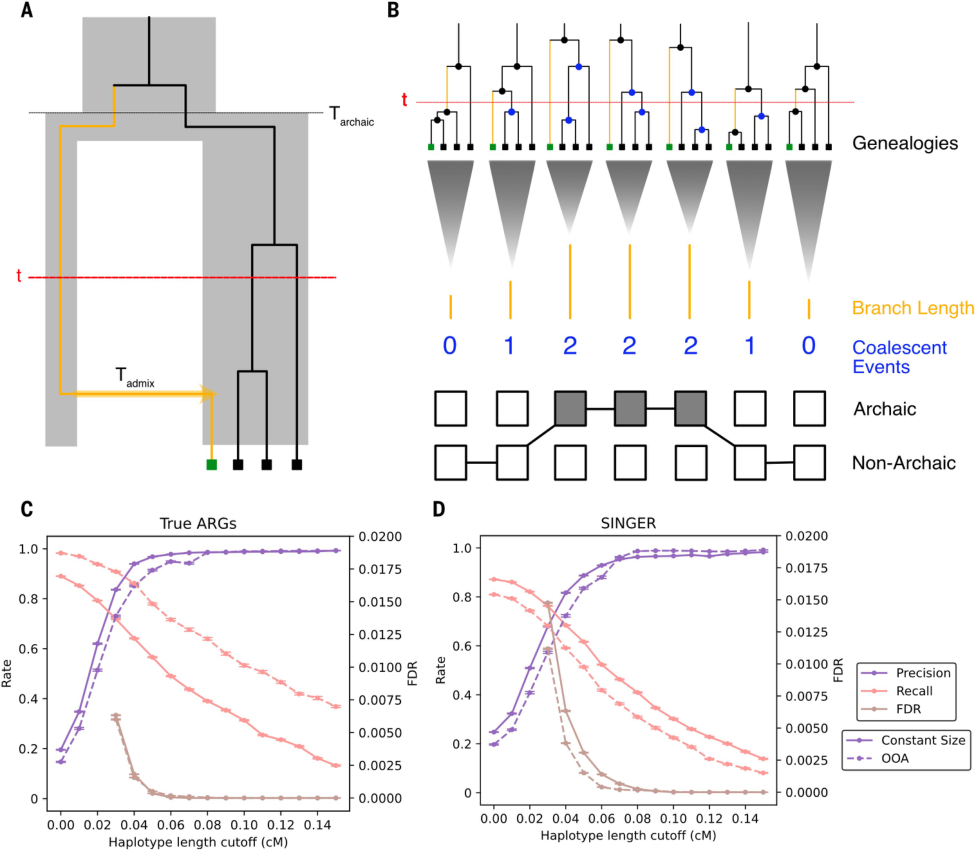 A
B
T archaic
t
T admix
t
Genealogies
Branch Length
0 1 2 2 2 1 0
Coalescent
Events
Archaic
Non-Archaic
C
True ARGs
1.0
0.8
0.6
0.4
0.2
0
Rate
0.0200
0.0175
0.0150
0.0125
0.0100
0.0075
0.0050
0.0025
0.0000
FDR
0.00 0.02 0.04 0.06 0.08 0.10 0.12 0.14
Haplotype length cutoff (cM)
D
SINGER
1.0
0.8
0.6
0.4
0.2
0
Rate
0.0200
0.0175
0.0150
0.0125
0.0100
0.0075
0.0050
0.0025
0.0000
FDR
0.00 0.02 0.04 0.06 0.08 0.10 0.12 0.14
Haplotype length cutoff (cM)
Precision
Recall
FDR
Constant Size
OOA